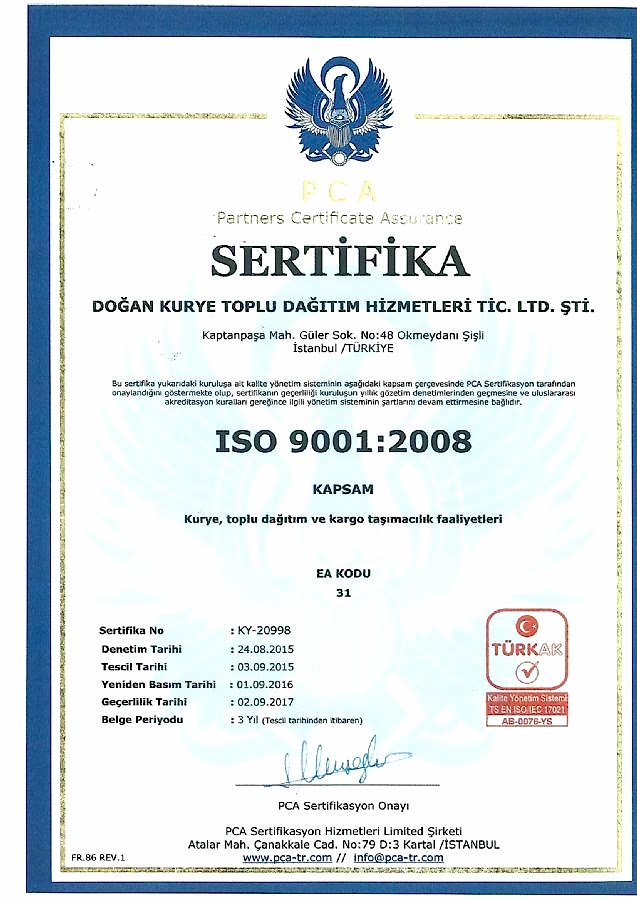 PCA
Partners Certificate Assurance
SERTİFİKA
DOĞAN KURYE TOPLU DAĞITIM HİZMETLERİ TİC. LTD. ŞTİ.
Kaptanpaşa Mah. Güler Sok. No:48 Okmeydanı Şişli
İstanbul /TÜRKİYE
Bu sertifika yukarıdaki kuruluşa ait kalite yönetim sisteminin aşağıdaki kapsam çerçevesinde PCA Sertifikasyon tarafından
onaylandığını göstermekte olup, sertifikanın geçerliliği kuruluşun yıllık gözetim denetimlerinden geçmesine ve uluslararası
akreditasyon kuralları gereğince ilgili yönetim sisteminin şartlarını devam ettirmesine bağlıdır.
ISO 9001:2008
KAPSAM
Kurye, toplu dağıtım ve kargo taşımacılık faaliyetleri
EA KODU
31
Sertifika No : KY-20998
Denetim Tarihi : 24.08.2015
Tescil Tarihi : 03.09.2015
Yeniden Basım Tarihi : 01.09.2016
Geçerlilik Tarihi : 02.09.2017
Belge Periyodu : 3 Yıl (Tescil tarihinden itibaren)
TÜRKAK
Kalite Yönetim Sistemi
TS EN ISO IEC 17021
AB-0076-YS
PCA Sertifikasyon Onayı
PCA Sertifikasyon Hizmetleri Limited Şirketi
Atalar Mah. Çanakkale Cad. No:79 D:3 Kartal /İSTANBUL
www.pca-tr.com // info@pca-tr.com
FR.86 REV.1